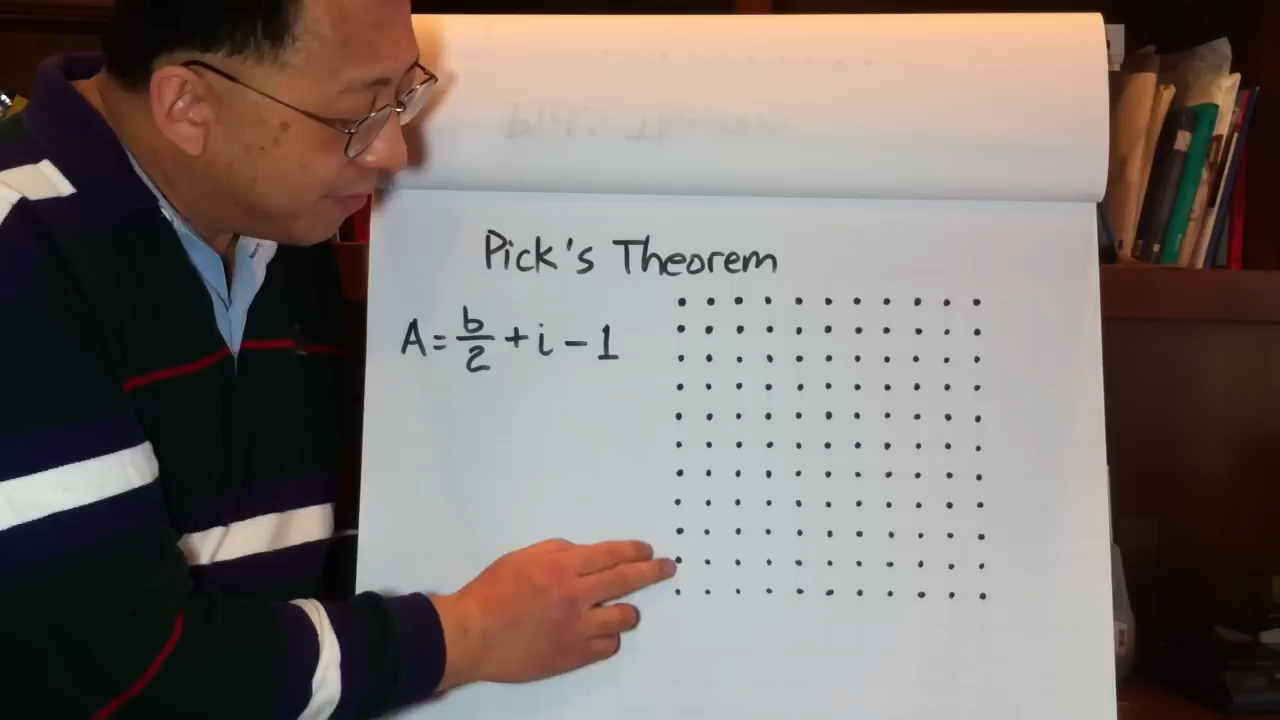 Pick's Theorem
A = b/2 + i - 1